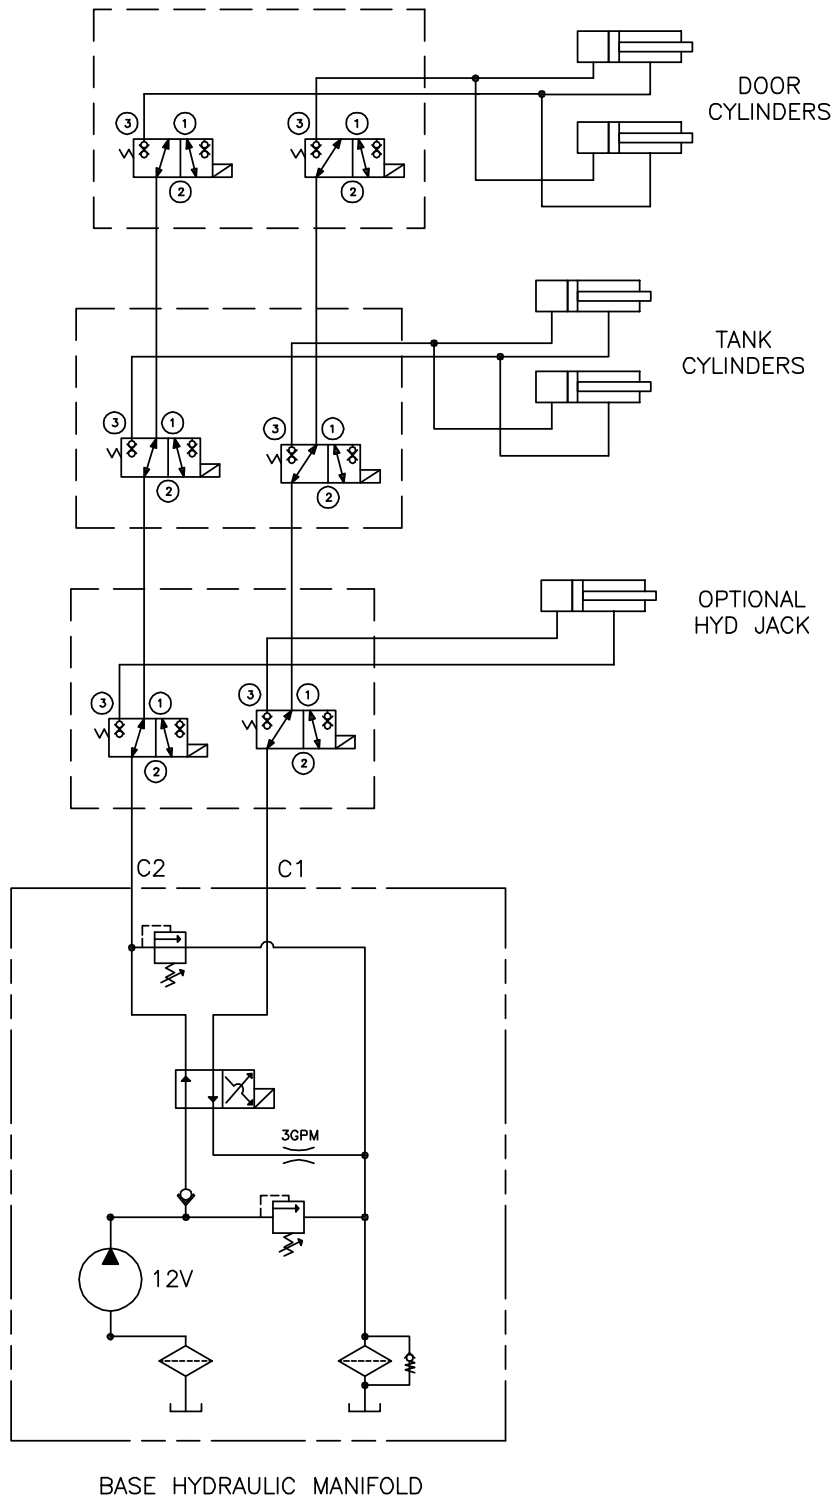 DOOR
CYLINDERS
3 1 3 1
2 2
TANK
CYLINDERS
3 1 3 1
2 2
OPTIONAL
HYD JACK
3 1 3 1
2 2
C2 C1
3GPM
12V
BASE HYDRAULIC MANIFOLD